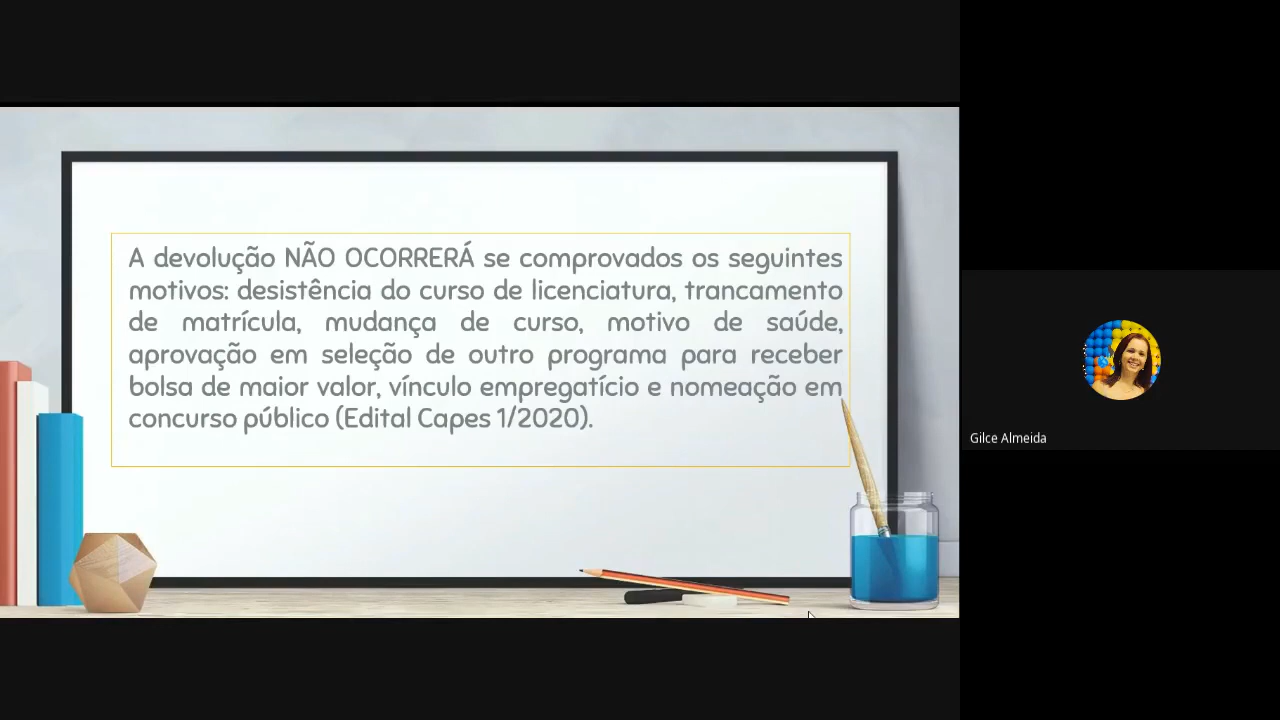 A devolução NÃO OCORRERÁ se comprovados os seguintes
motivos: desistência do curso de licenciatura, trancamento
de matrícula, mudança de curso, motivo de saúde,
aprovação em seleção de outro programa para receber
bolsa de maior valor, vínculo empregatício e nomeação em
concurso público (Edital Capes 1/2020).
Gilce Almeida